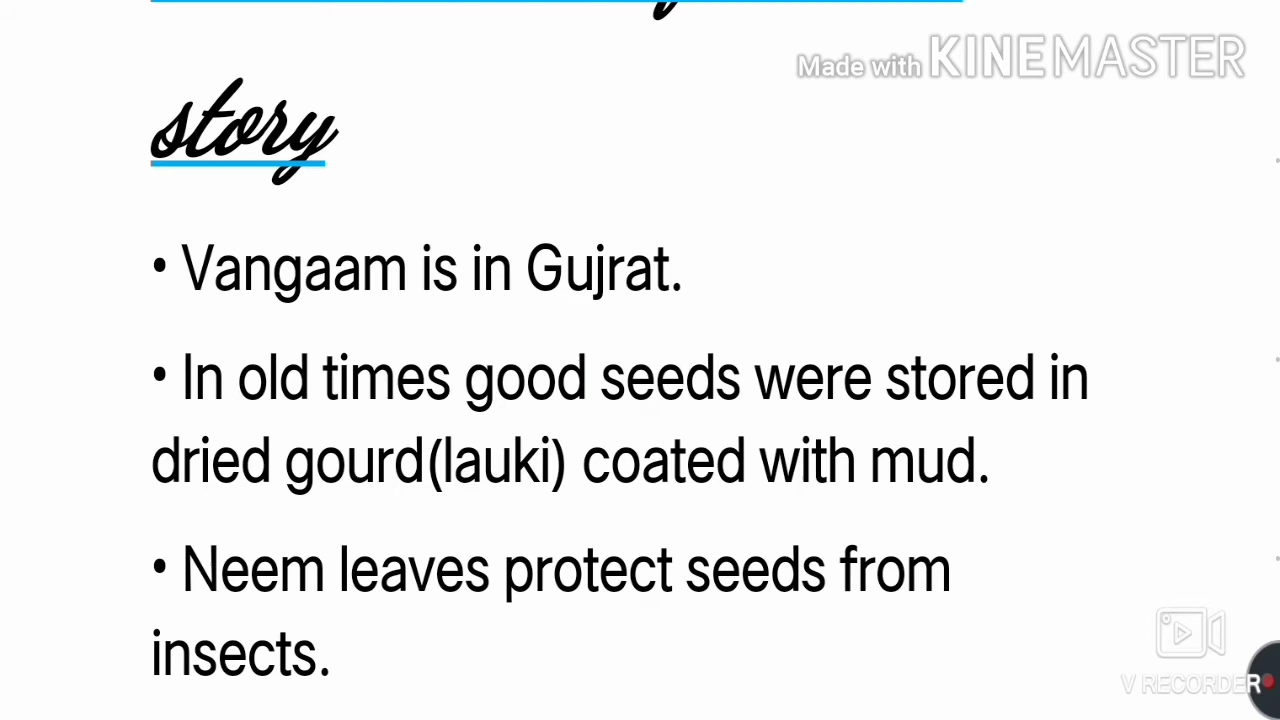 Made with KINEMASTER
story
• Vangaam is in Gujrat.
• In old times good seeds were stored in
dried gourd(lauki) coated with mud.
• Neem leaves protect seeds from
insects.
V RECORDER